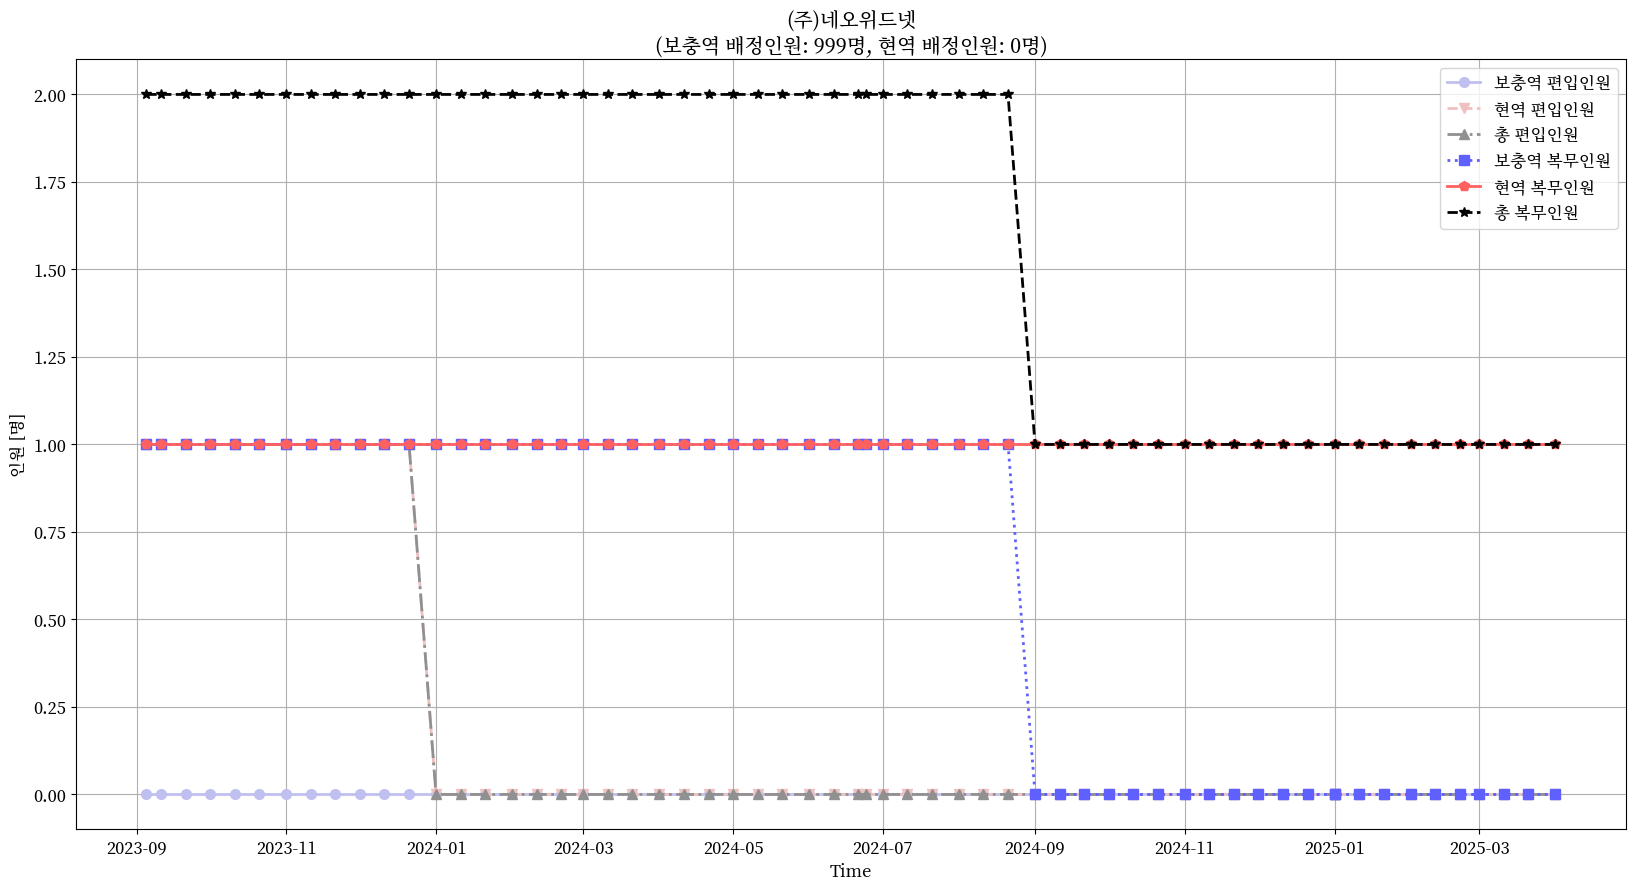 (주)네오위드넷
(보충역 배정인원: 999명, 현역 배정인원: 0명)
보충역 편입인원
현역 편입인원
총 편입인원
보충역 복무인원
현역 복무인원
총 복무인원
인원 [명]
2.00
1.75
1.50
1.25
1.00
0.75
0.50
0.25
0.00
2023-09
2023-11
2024-01
2024-03
2024-05
2024-07
2024-09
2024-11
2025-01
2025-03
Time